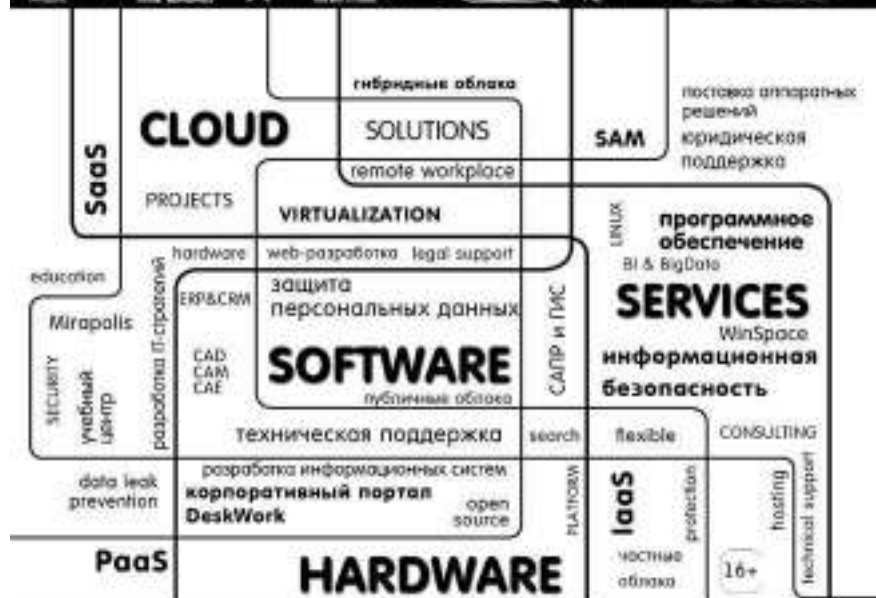 гибридные облака
CLOUD
SOLUTIONS
SAM
поставка аппаратных
решений
юридическая
поддержка
SaaS
remote workplace
PROJECTS
VIRTUALIZATION
LINUX
программное
обеспечение
hardware
web-разработка
legal support
BI & BigData
education
разработка IT-стратегий
ERP&CRM
защита
персональных данных
САПР и ГИС
SERVICES
Mirapolis
WinSpace
SECURITY
учебный
центр
CAD
CAM
CAE
SOFTWARE
информационная
безопасность
публичные облака
техническая поддержка
search
flexible
CONSULTING
data leak
prevention
разработка информационных систем
корпоративный портал
DeskWork
open
source
PLATFORM
IaaS
protection
hosting
technical support
PaaS
HARDWARE
частные
облака
16+